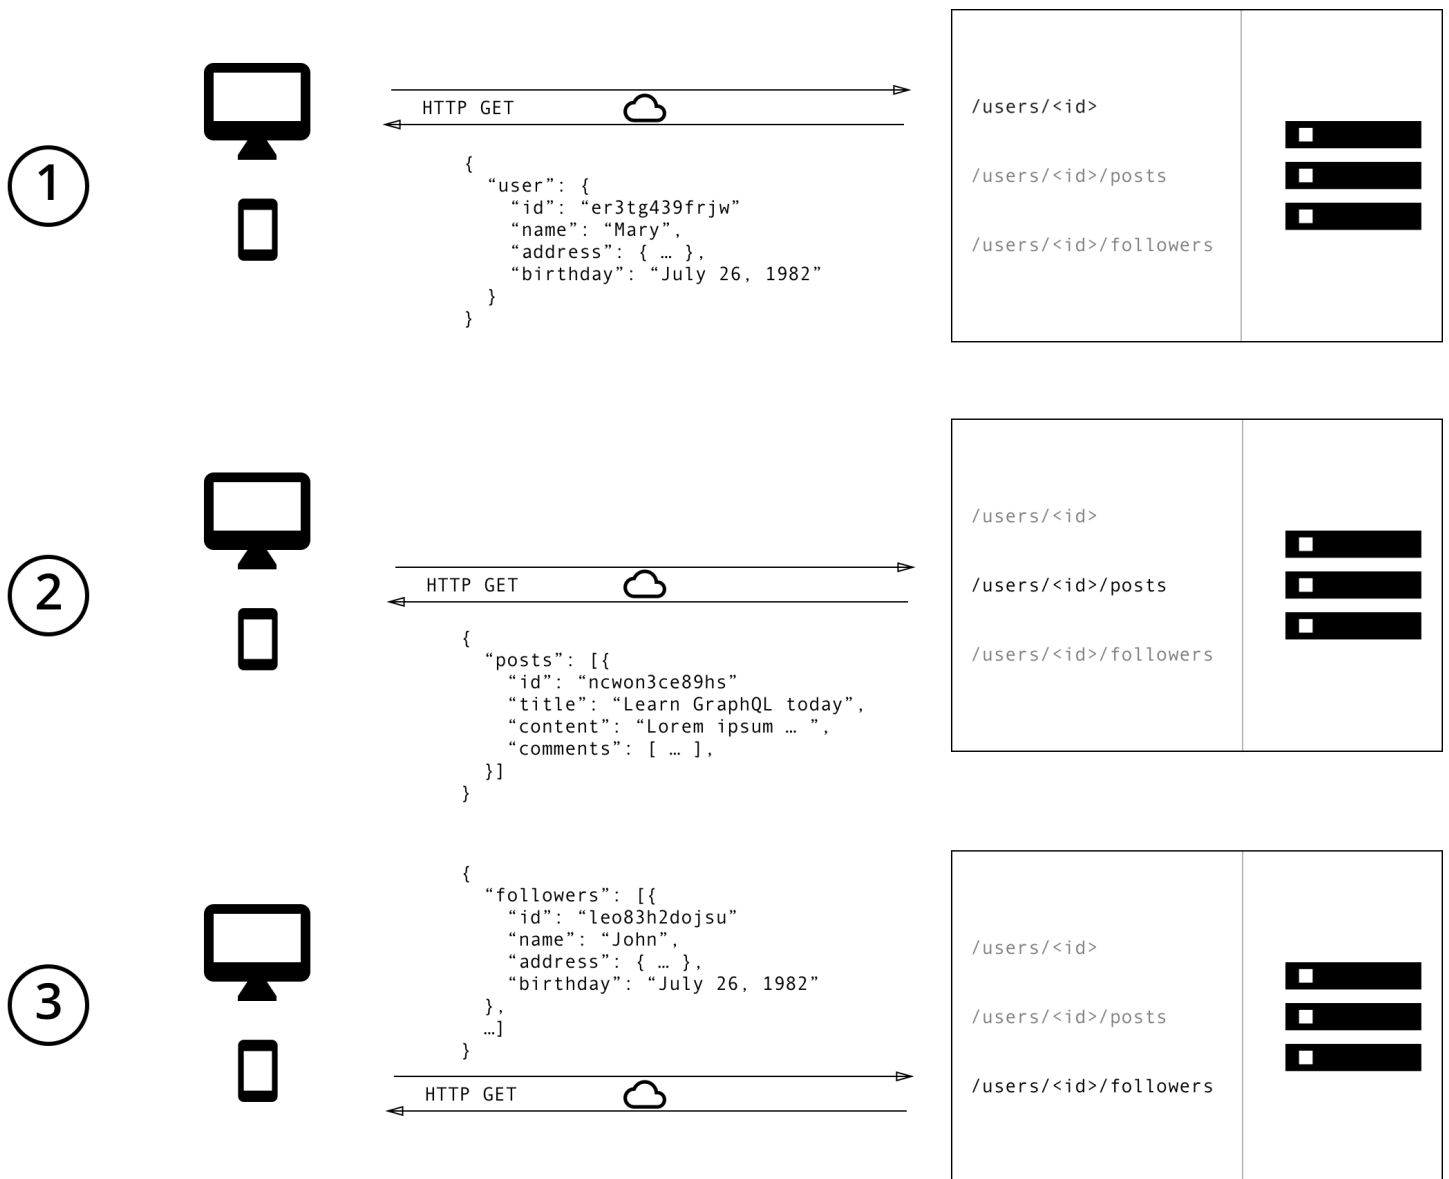 1
HTTP GET
{
“user”: {
“id”: “er3tg439frjw”
“name”: “Mary”,
“address”: { … },
“birthday”: “July 26, 1982”
}
}
/users/<id>
/users/<id>/posts
/users/<id>/followers
2
HTTP GET
{
“posts”: [{
“id”: “ncwon3ce89hs”
“title”: “Learn GraphQL today”,
“content”: “Lorem ipsum … ”,
“comments”: [ … ],
}]
}
/users/<id>
/users/<id>/posts
/users/<id>/followers
3
{
“followers”: [{
“id”: “leo83h2dojsu”
“name”: “John”,
“address”: { … },
“birthday”: “July 26, 1982”
},
…]
}
HTTP GET
/users/<id>
/users/<id>/posts
/users/<id>/followers